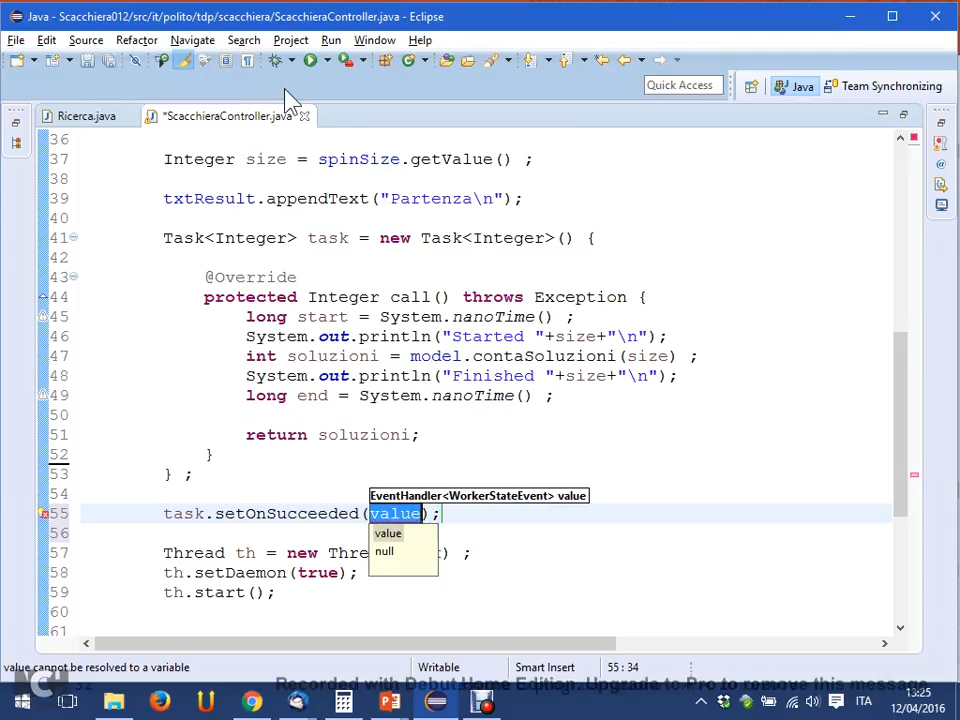 Java - Scacchiera012/src/it/polito/tdp/scacchiera/ScacchieraController.java - Eclipse
File Edit Source Refactor Navigate Search Project Run Window Help
Quick Access Java Team Synchronizing
Ricerca.java *ScacchieraController.java
36
37 Integer size = spinSize.getValue() ;
38
39 txtResult.appendText("Partenza\n");
40
41 Task<Integer> task = new Task<Integer>() {
42
43 @Override
44 protected Integer call() throws Exception {
45 long start = System.nanoTime() ;
46 System.out.println("Started "+size+"\n");
47 int soluzioni = model.contaSoluzioni(size) ;
48 System.out.println("Finished "+size+"\n");
49 long end = System.nanoTime() ;
50
51 return soluzioni;
52 }
53 } ;
54
EventHandler<WorkerStateEvent> value
55 task.setOnSucceeded(value);
value
56
null
57 Thread th = new Thre ) ;
58 th.setDaemon(true);
59 th.start();
60
61
value cannot be resolved to a variable Writable Smart Insert 55 : 34
Recorded with Debut Home Edition. Upgrade to Pro to remove this message
ITA
13:25
12/04/2016